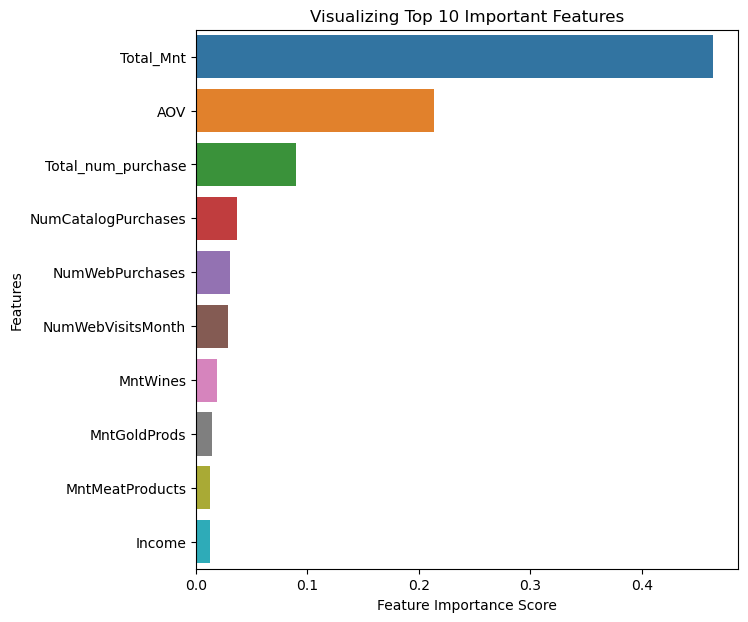 Visualizing Top 10 Important Features
Total_Mnt
AOV
Total_num_purchase
NumCatalogPurchases
NumWebPurchases
NumWebVisitsMonth
MntWines
MntGoldProds
MntMeatProducts
Income
Features
0.0 0.1 0.2 0.3 0.4
Feature Importance Score